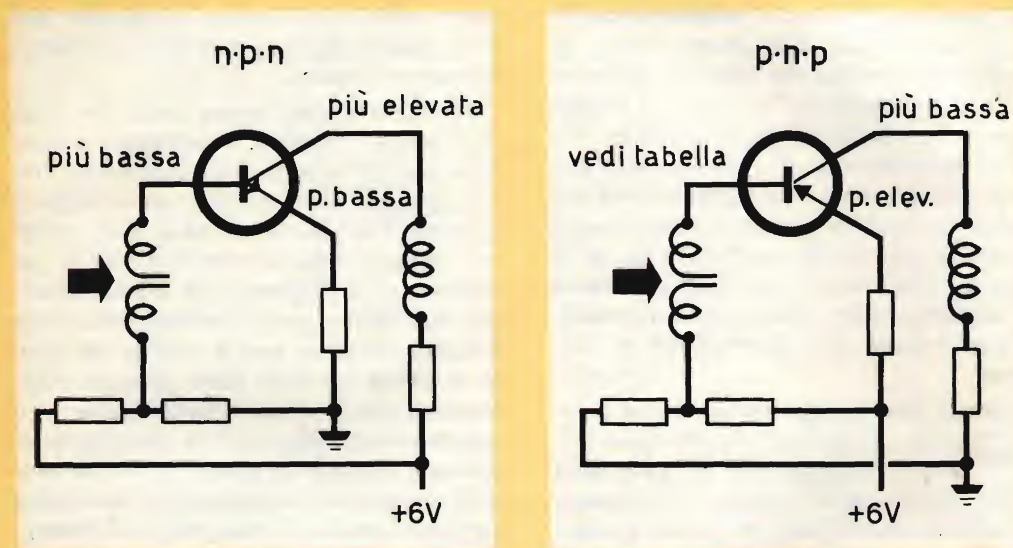 n·p·n
più elevata
più bassa
p.bassa
+6V
p·n·p
più bassa
vedi tabella
p.elev.
+6V